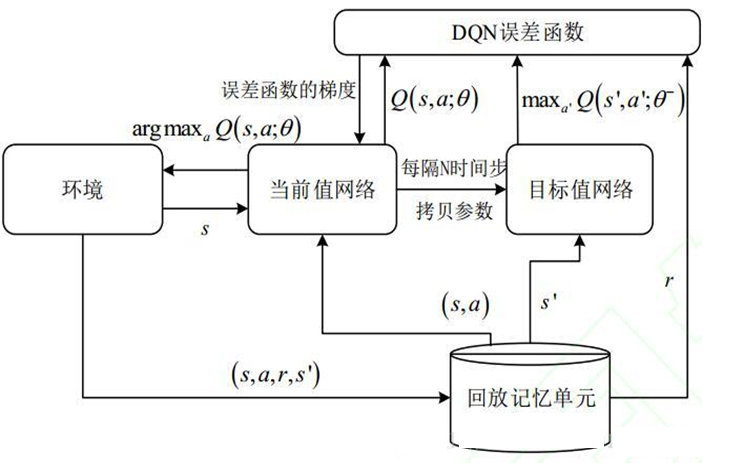 DQN误差函数
误差函数的梯度
Q(s,a;θ)
max_{a'} Q(s',a';θ⁻)
arg max_a Q(s,a;θ)
环境
当前值网络
每隔N时间步
拷贝参数
目标值网络
s
(s,a)
s'
r
(s,a,r,s')
回放记忆单元